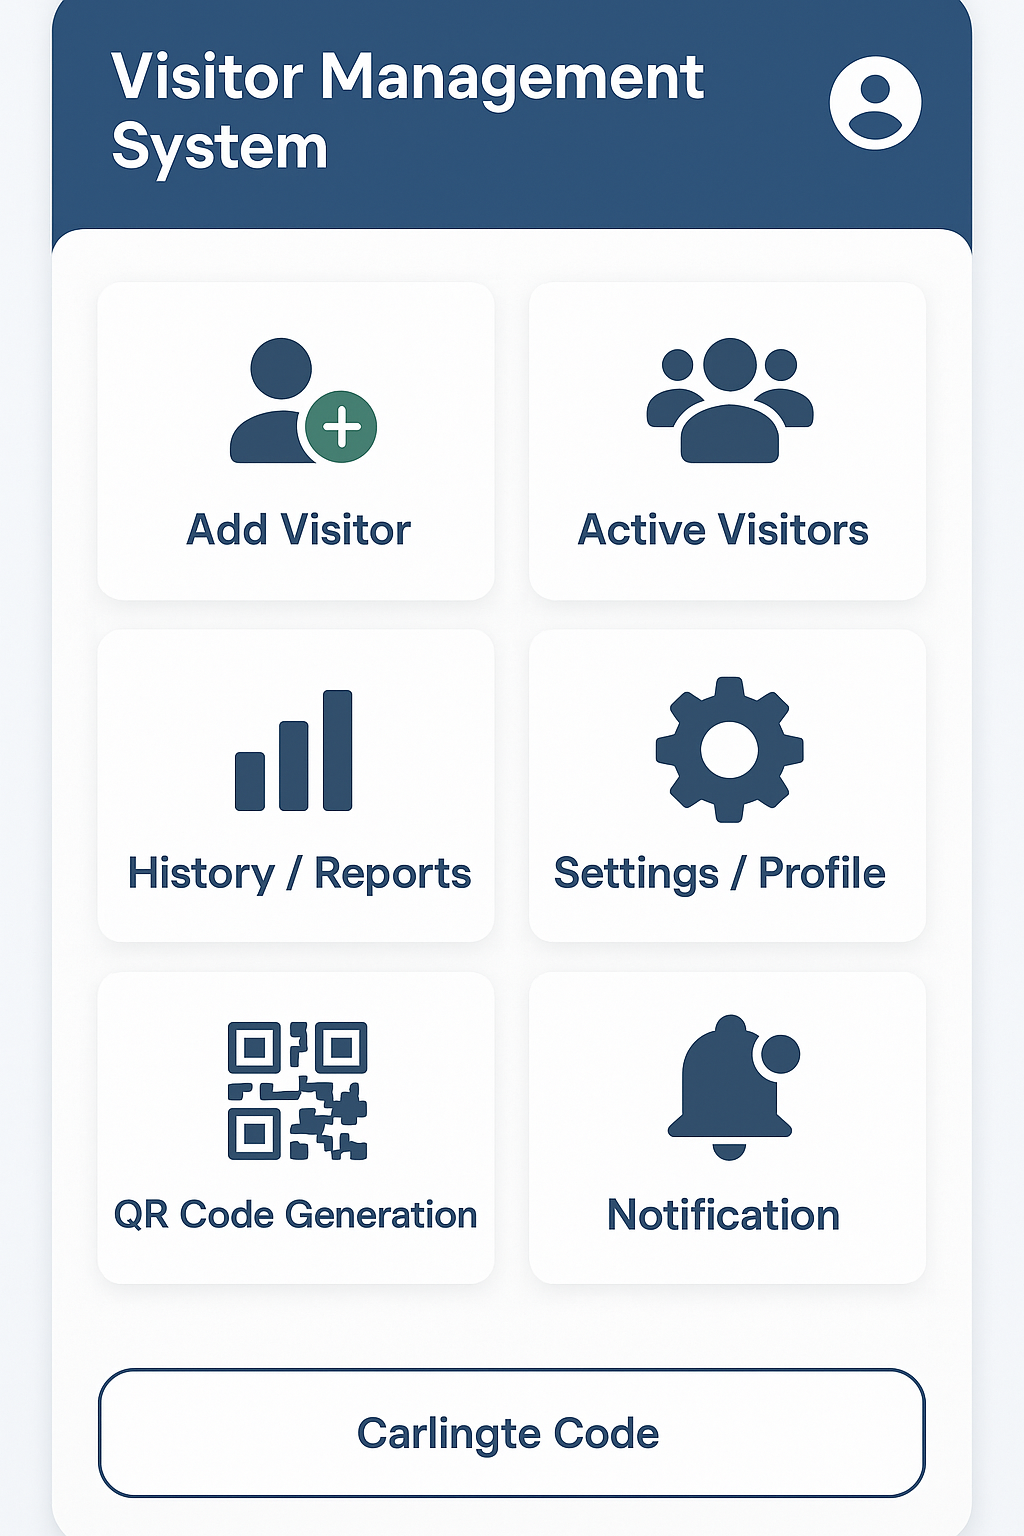 Visitor Management
System
Add Visitor
Active Visitors
History / Reports
Settings / Profile
QR Code Generation
Notification
Carlingte Code